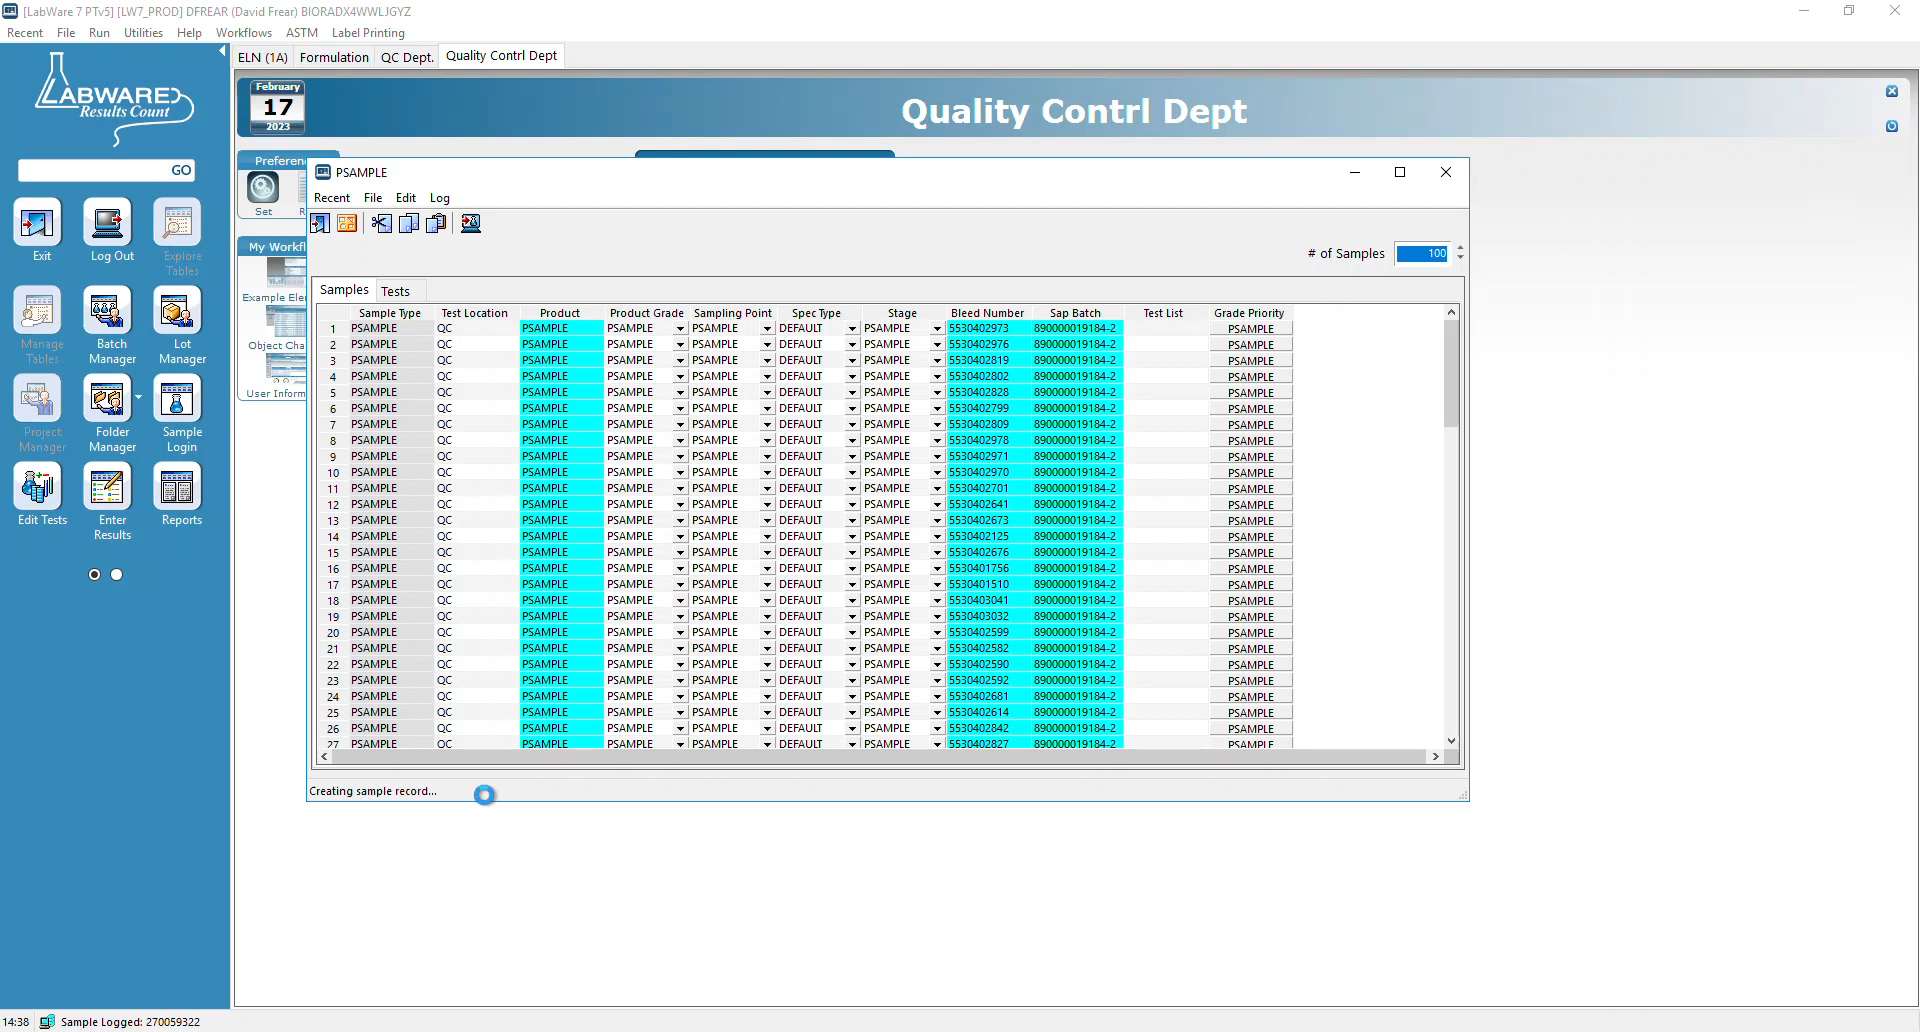 [LabWare 7 PTv5] [LW7_PROD] DFREAR (David Frear) BIORADX4WWLJGYZ
Recent File Run Utilities Help Workflows ASTM Label Printing
LABWARE
Results Count
GO
Exit Log Out Explore Tables
Manage Tables Batch Manager Lot Manager
Project Manager Folder Manager Sample Login
Edit Tests Enter Results Reports
ELN (1A) Formulation QC Dept. Quality Contrl Dept
February
17
2023
Quality Contrl Dept
Preferen
Set
My Workfl
Example Ele
Object Cha
User Inform
PSAMPLE
Recent File Edit Log
# of Samples 100
Samples Tests
Sample Type Test Location Product Product Grade Sampling Point Spec Type Stage Bleed Number Sap Batch Test List Grade Priority
1 PSAMPLE QC PSAMPLE PSAMPLE PSAMPLE DEFAULT PSAMPLE 5530402973 890000019184-2 PSAMPLE
2 PSAMPLE QC PSAMPLE PSAMPLE PSAMPLE DEFAULT PSAMPLE 5530402976 890000019184-2 PSAMPLE
3 PSAMPLE QC PSAMPLE PSAMPLE PSAMPLE DEFAULT PSAMPLE 5530402819 890000019184-2 PSAMPLE
4 PSAMPLE QC PSAMPLE PSAMPLE PSAMPLE DEFAULT PSAMPLE 5530402802 890000019184-2 PSAMPLE
5 PSAMPLE QC PSAMPLE PSAMPLE PSAMPLE DEFAULT PSAMPLE 5530402828 890000019184-2 PSAMPLE
6 PSAMPLE QC PSAMPLE PSAMPLE PSAMPLE DEFAULT PSAMPLE 5530402799 890000019184-2 PSAMPLE
7 PSAMPLE QC PSAMPLE PSAMPLE PSAMPLE DEFAULT PSAMPLE 5530402809 890000019184-2 PSAMPLE
8 PSAMPLE QC PSAMPLE PSAMPLE PSAMPLE DEFAULT PSAMPLE 5530402978 890000019184-2 PSAMPLE
9 PSAMPLE QC PSAMPLE PSAMPLE PSAMPLE DEFAULT PSAMPLE 5530402971 890000019184-2 PSAMPLE
10 PSAMPLE QC PSAMPLE PSAMPLE PSAMPLE DEFAULT PSAMPLE 5530402970 890000019184-2 PSAMPLE
11 PSAMPLE QC PSAMPLE PSAMPLE PSAMPLE DEFAULT PSAMPLE 5530402701 890000019184-2 PSAMPLE
12 PSAMPLE QC PSAMPLE PSAMPLE PSAMPLE DEFAULT PSAMPLE 5530402641 890000019184-2 PSAMPLE
13 PSAMPLE QC PSAMPLE PSAMPLE PSAMPLE DEFAULT PSAMPLE 5530402673 890000019184-2 PSAMPLE
14 PSAMPLE QC PSAMPLE PSAMPLE PSAMPLE DEFAULT PSAMPLE 5530402125 890000019184-2 PSAMPLE
15 PSAMPLE QC PSAMPLE PSAMPLE PSAMPLE DEFAULT PSAMPLE 5530402676 890000019184-2 PSAMPLE
16 PSAMPLE QC PSAMPLE PSAMPLE PSAMPLE DEFAULT PSAMPLE 5530401756 890000019184-2 PSAMPLE
17 PSAMPLE QC PSAMPLE PSAMPLE PSAMPLE DEFAULT PSAMPLE 5530401510 890000019184-2 PSAMPLE
18 PSAMPLE QC PSAMPLE PSAMPLE PSAMPLE DEFAULT PSAMPLE 5530403041 890000019184-2 PSAMPLE
19 PSAMPLE QC PSAMPLE PSAMPLE PSAMPLE DEFAULT PSAMPLE 5530403032 890000019184-2 PSAMPLE
20 PSAMPLE QC PSAMPLE PSAMPLE PSAMPLE DEFAULT PSAMPLE 5530402599 890000019184-2 PSAMPLE
21 PSAMPLE QC PSAMPLE PSAMPLE PSAMPLE DEFAULT PSAMPLE 5530402582 890000019184-2 PSAMPLE
22 PSAMPLE QC PSAMPLE PSAMPLE PSAMPLE DEFAULT PSAMPLE 5530402590 890000019184-2 PSAMPLE
23 PSAMPLE QC PSAMPLE PSAMPLE PSAMPLE DEFAULT PSAMPLE 5530402592 890000019184-2 PSAMPLE
24 PSAMPLE QC PSAMPLE PSAMPLE PSAMPLE DEFAULT PSAMPLE 5530402681 890000019184-2 PSAMPLE
25 PSAMPLE QC PSAMPLE PSAMPLE PSAMPLE DEFAULT PSAMPLE 5530402614 890000019184-2 PSAMPLE
26 PSAMPLE QC PSAMPLE PSAMPLE PSAMPLE DEFAULT PSAMPLE 5530402842 890000019184-2 PSAMPLE
27 PSAMPLE QC PSAMPLE PSAMPLE PSAMPLE DEFAULT PSAMPLE 5530402827 890000019184-2 PSAMPLE
Creating sample record...
14:38 Sample Logged: 270059322